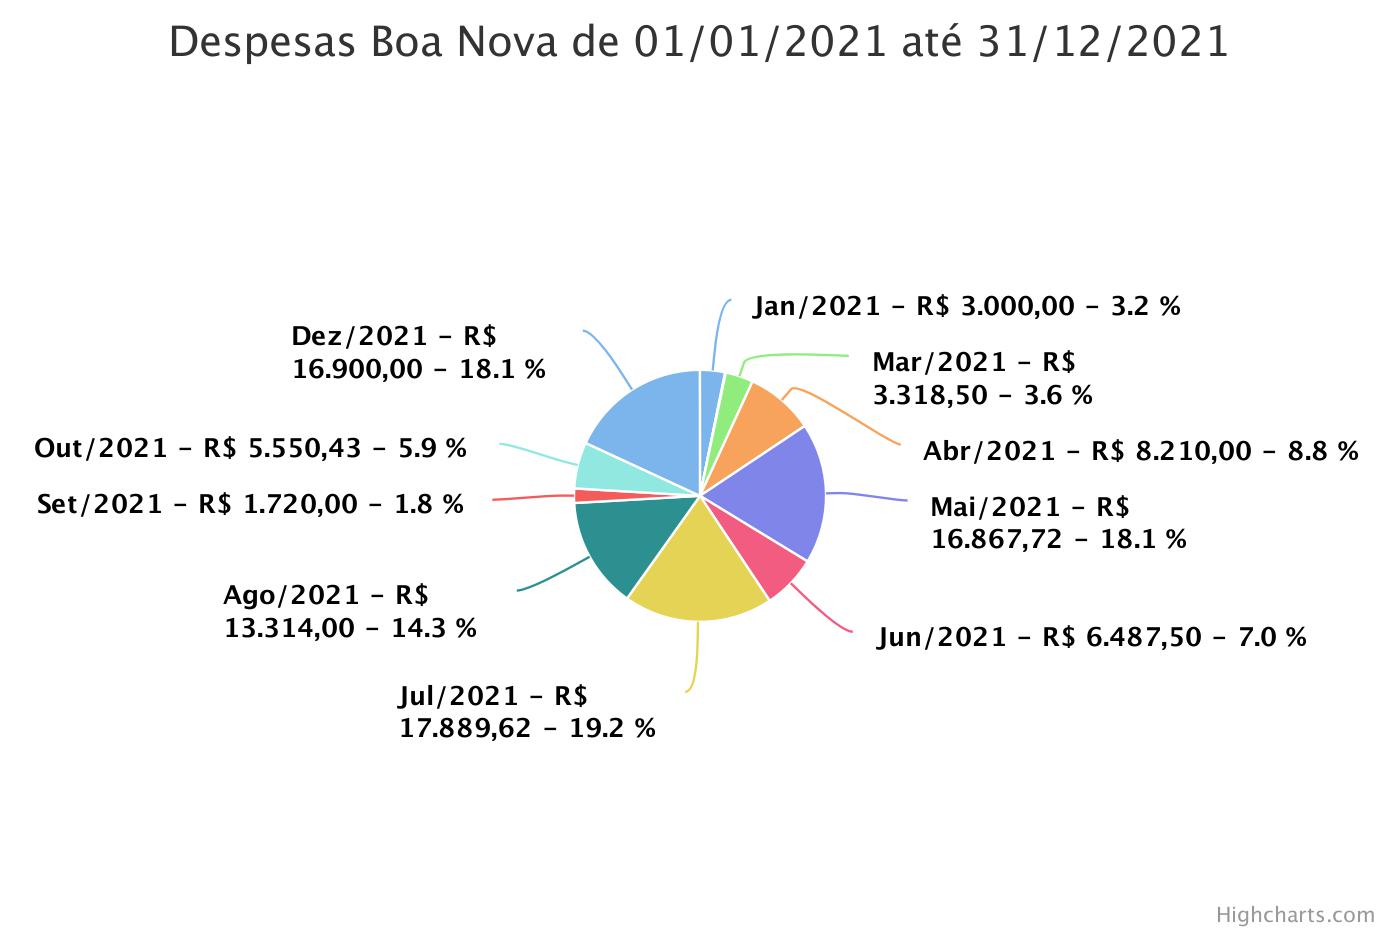 Despesas Boa Nova de 01/01/2021 até 31/12/2021
Jan/2021 – R$ 3.000,00 – 3.2 %
Mar/2021 – R$
3.318,50 – 3.6 %
Abr/2021 – R$ 8.210,00 – 8.8 %
Mai/2021 – R$
16.867,72 – 18.1 %
Jun/2021 – R$ 6.487,50 – 7.0 %
Jul/2021 – R$
17.889,62 – 19.2 %
Ago/2021 – R$
13.314,00 – 14.3 %
Set/2021 – R$ 1.720,00 – 1.8 %
Out/2021 – R$ 5.550,43 – 5.9 %
Dez/2021 – R$
16.900,00 – 18.1 %
Highcharts.com